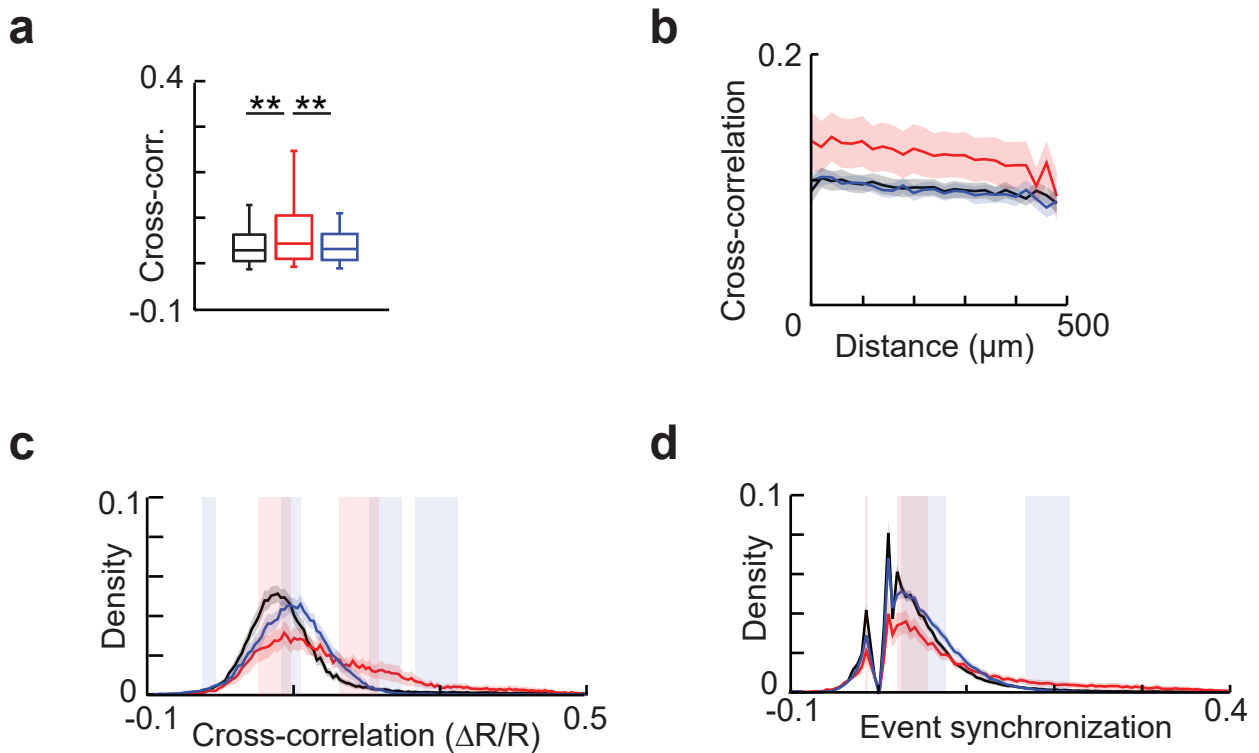 a
0.4
Cross-corr.
-0.1
** **
b
0.2
Cross-correlation
0
500
Distance (µm)
c
0.1
Density
0
-0.1
0.5
Cross-correlation (ΔR/R)
d
0.1
Density
0
-0.1
0.4
Event synchronization